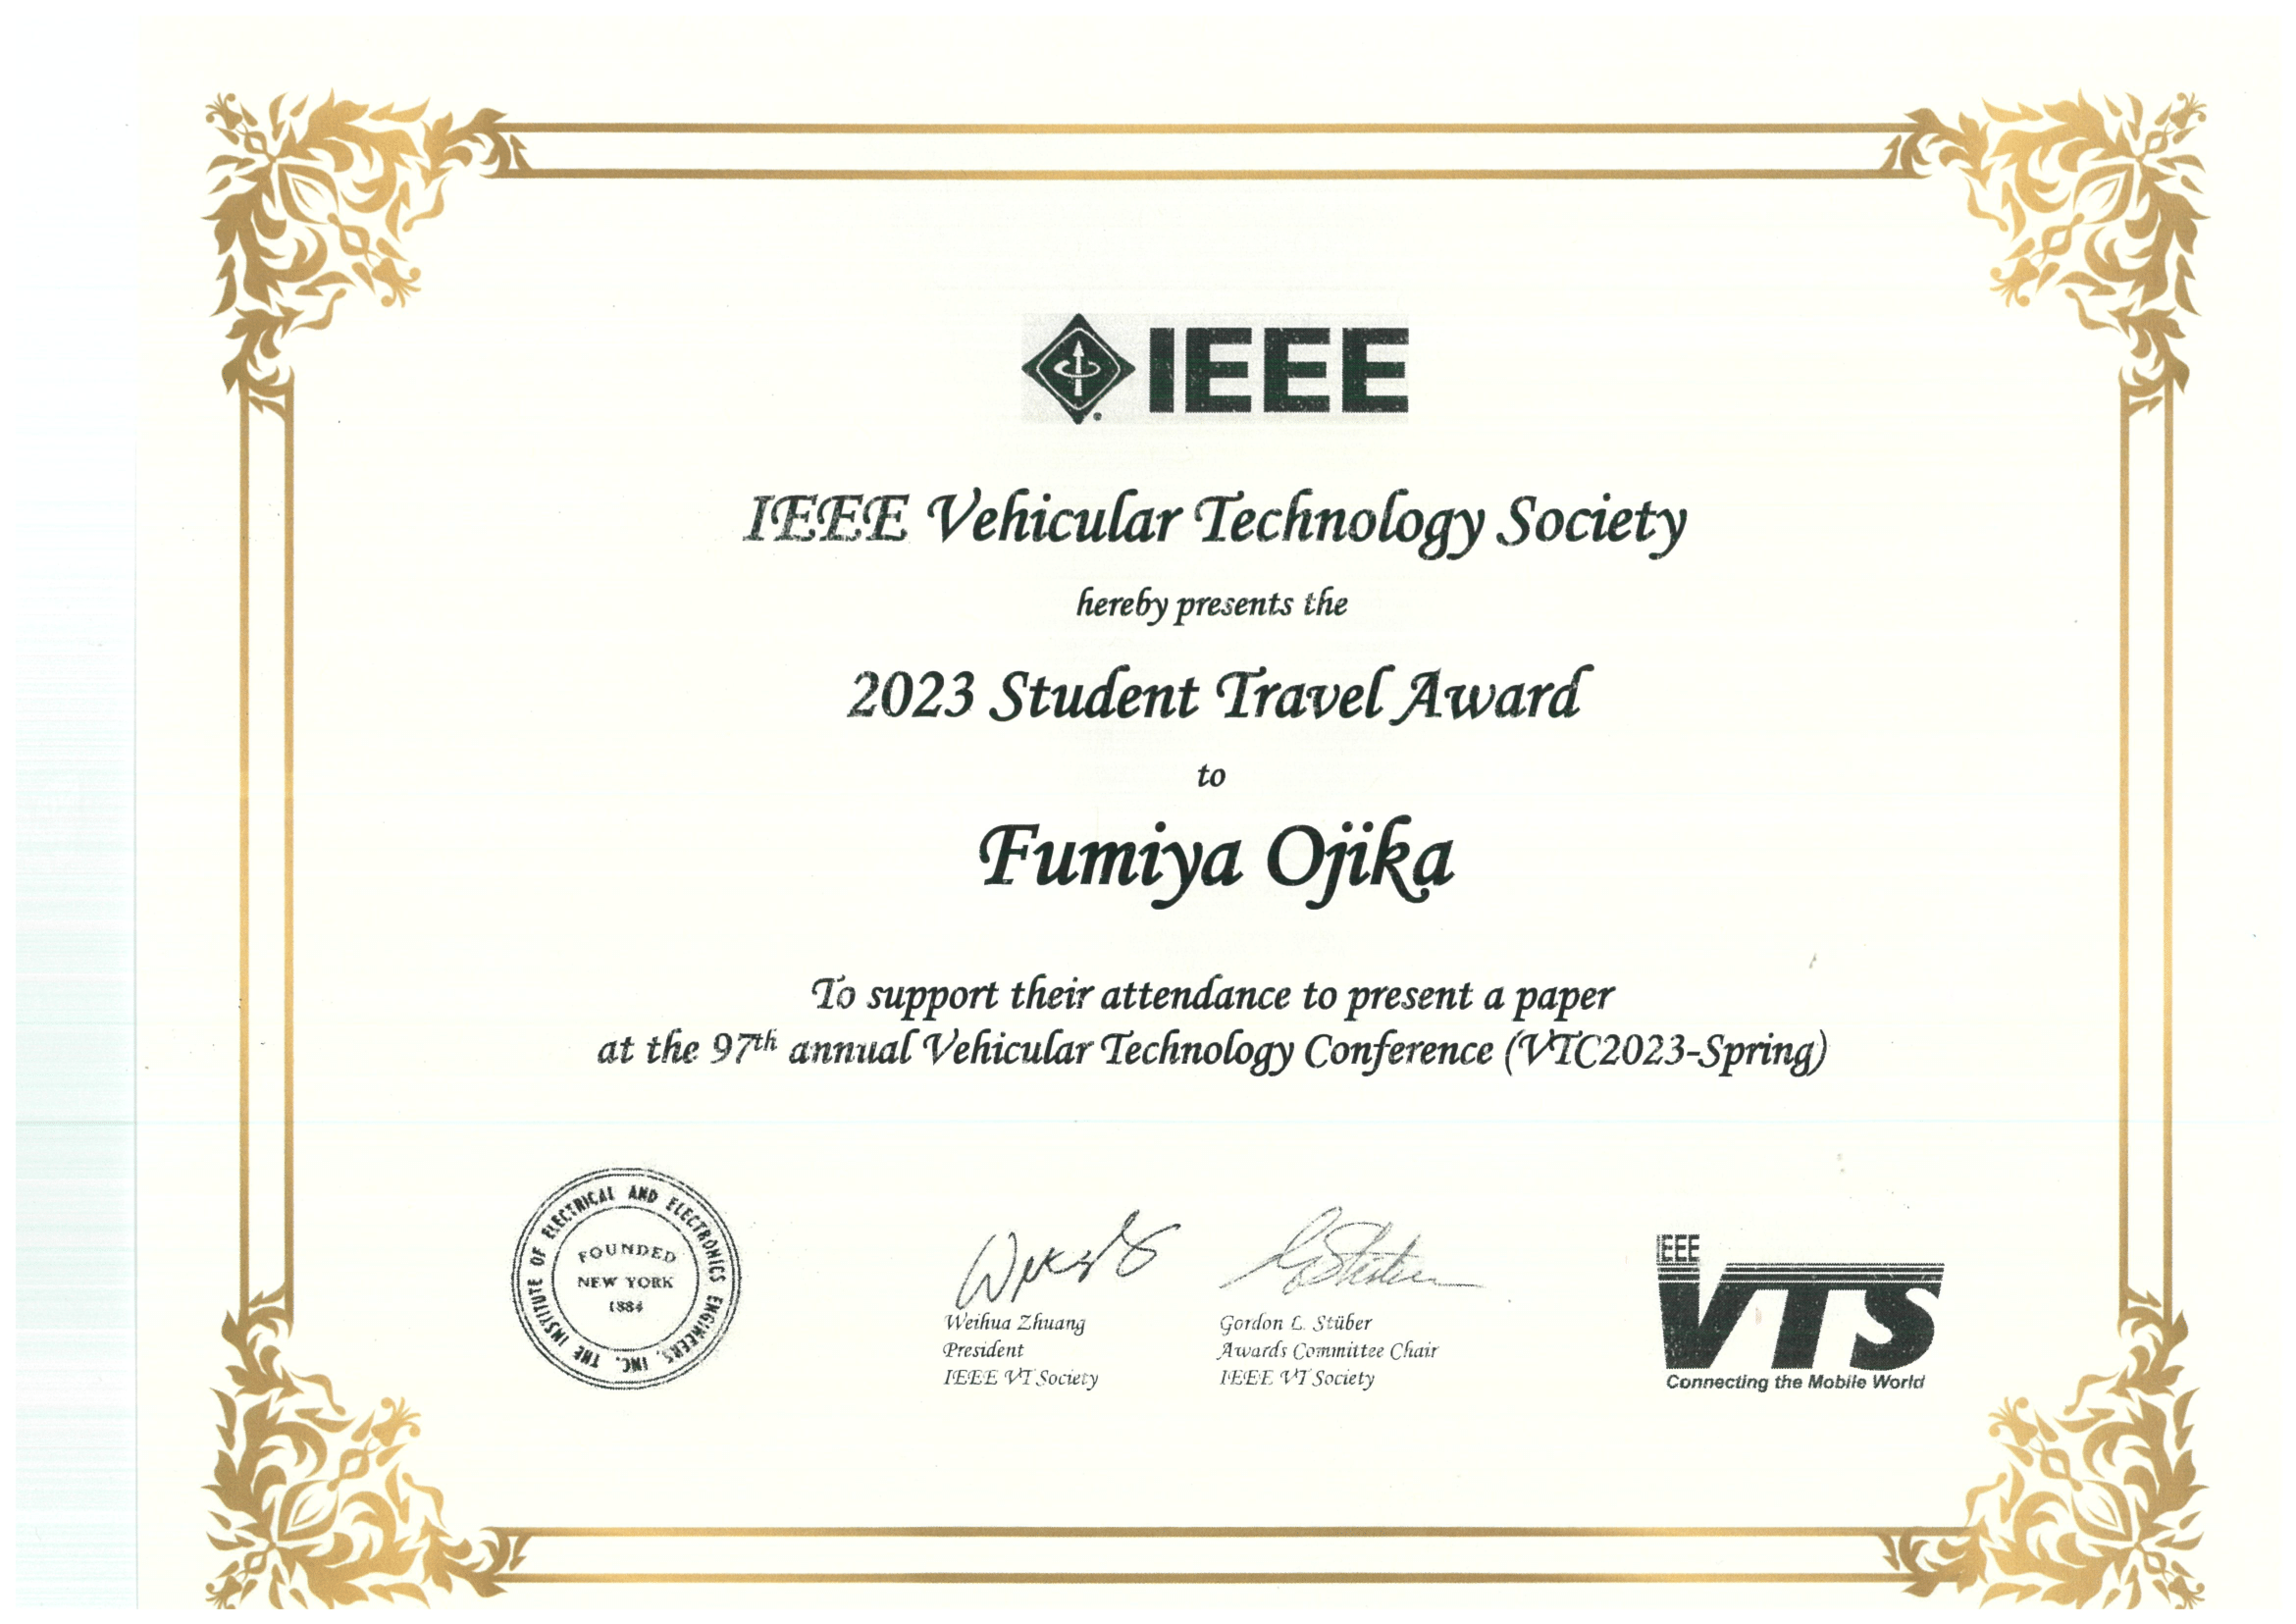 IEEE
IEEE Vehicular Technology Society
hereby presents the
2023 Student Travel Award
to
Fumiya Ojika
To support their attendance to present a paper
at the 97th annual Vehicular Technology Conference (VTC2023-Spring)
THE INSTITUTE OF ELECTRICAL AND ELECTRONICS ENGINEERS, INC.
FOUNDED
NEW YORK
1884
Weihua Zhuang
President
IEEE VT Society
Gordon L. Stüber
Awards Committee Chair
IEEE VT Society
IEEE
VTS
Connecting the Mobile World